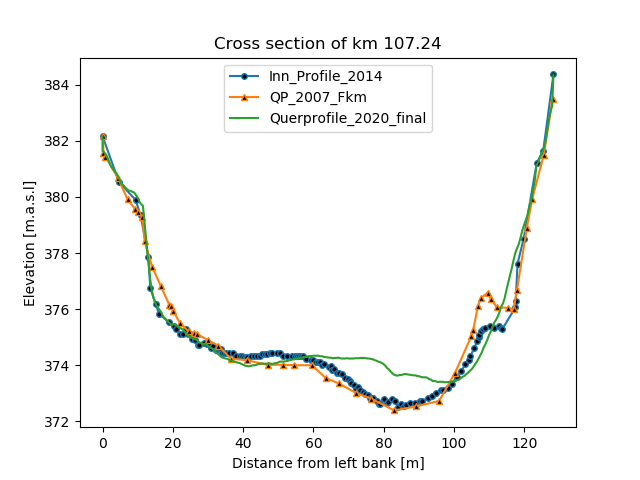 Cross section of km 107.24
Inn_Profile_2014
QP_2007_Fkm
Querprofile_2020_final
Elevation [m.a.s.l]
384
382
380
378
376
374
372
0 20 40 60 80 100 120
Distance from left bank [m]